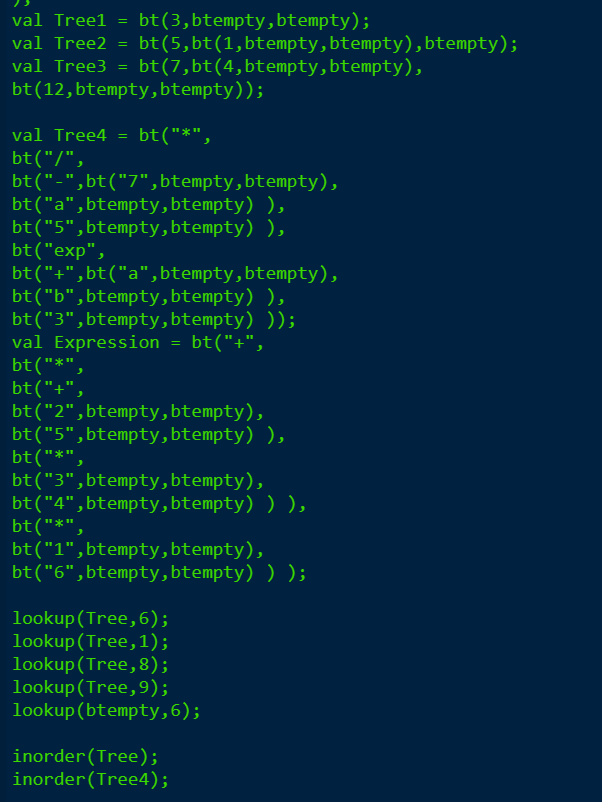 );
val Tree1 = bt(3,btempty,btempty);
val Tree2 = bt(5,bt(1,btempty,btempty),btempty);
val Tree3 = bt(7,bt(4,btempty,btempty),
bt(12,btempty,btempty));
val Tree4 = bt("*",
bt("/",
bt("-",bt("7",btempty,btempty),
bt("a",btempty,btempty) ),
bt("5",btempty,btempty) ),
bt("exp",
bt("+",bt("a",btempty,btempty),
bt("b",btempty,btempty) ),
bt("3",btempty,btempty) ));
val Expression = bt("+",
bt("*",
bt("+",
bt("2",btempty,btempty),
bt("5",btempty,btempty) ),
bt("*",
bt("3",btempty,btempty),
bt("4",btempty,btempty) ) ),
bt("*",
bt("1",btempty,btempty),
bt("6",btempty,btempty) ) );
lookup(Tree,6);
lookup(Tree,1);
lookup(Tree,8);
lookup(Tree,9);
lookup(btempty,6);
inorder(Tree);
inorder(Tree4);